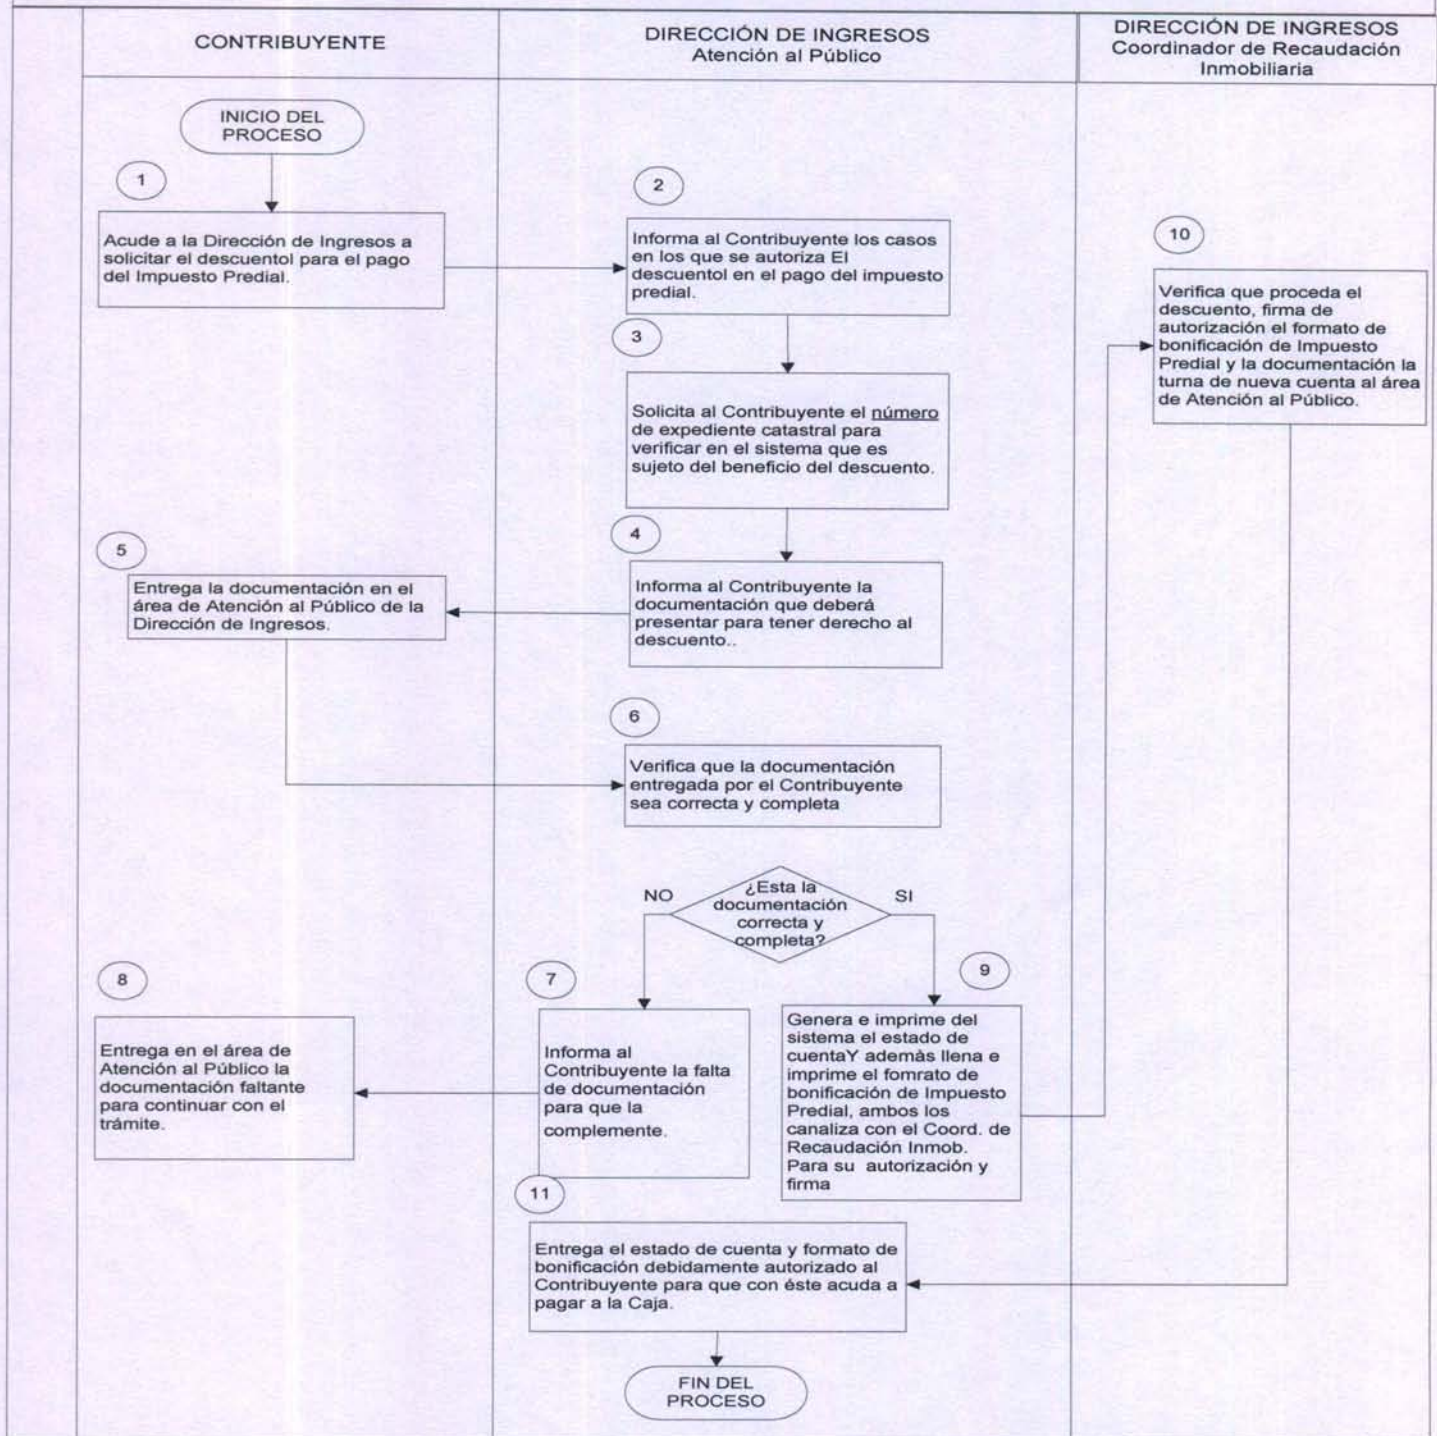 CONTRIBUYENTE
DIRECCIÓN DE INGRESOS
Atención al Público
DIRECCIÓN DE INGRESOS
Coordinador de Recaudación
Inmobiliaria
INICIO DEL
PROCESO
1
Acude a la Dirección de Ingresos a
solicitar el descuentol para el pago
del Impuesto Predial.
2
Informa al Contribuyente los casos
en los que se autoriza El
descuentol en el pago del impuesto
predial.
3
Solicita al Contribuyente el número
de expediente catastral para
verificar en el sistema que es
sujeto del beneficio del descuento.
4
Informa al Contribuyente la
documentación que deberá
presentar para tener derecho al
descuento..
5
Entrega la documentación en el
área de Atención al Público de la
Dirección de Ingresos.
6
Verifica que la documentación
entregada por el Contribuyente
sea correcta y completa
¿Esta la
documentación
correcta y
completa?
NO
SI
7
Informa al
Contribuyente la falta
de documentación
para que la
complemente.
8
Entrega en el área de
Atención al Público la
documentación faltante
para continuar con el
trámite.
9
Genera e imprime del
sistema el estado de
cuentaY ademàs llena e
imprime el fomrato de
bonificación de Impuesto
Predial, ambos los
canaliza con el Coord. de
Recaudación Inmob.
Para su autorización y
firma
10
Verifica que proceda el
descuento, firma de
autorización el formato de
bonificación de Impuesto
Predial y la documentación la
turna de nueva cuenta al área
de Atención al Público.
11
Entrega el estado de cuenta y formato de
bonificación debidamente autorizado al
Contribuyente para que con éste acuda a
pagar a la Caja.
FIN DEL
PROCESO